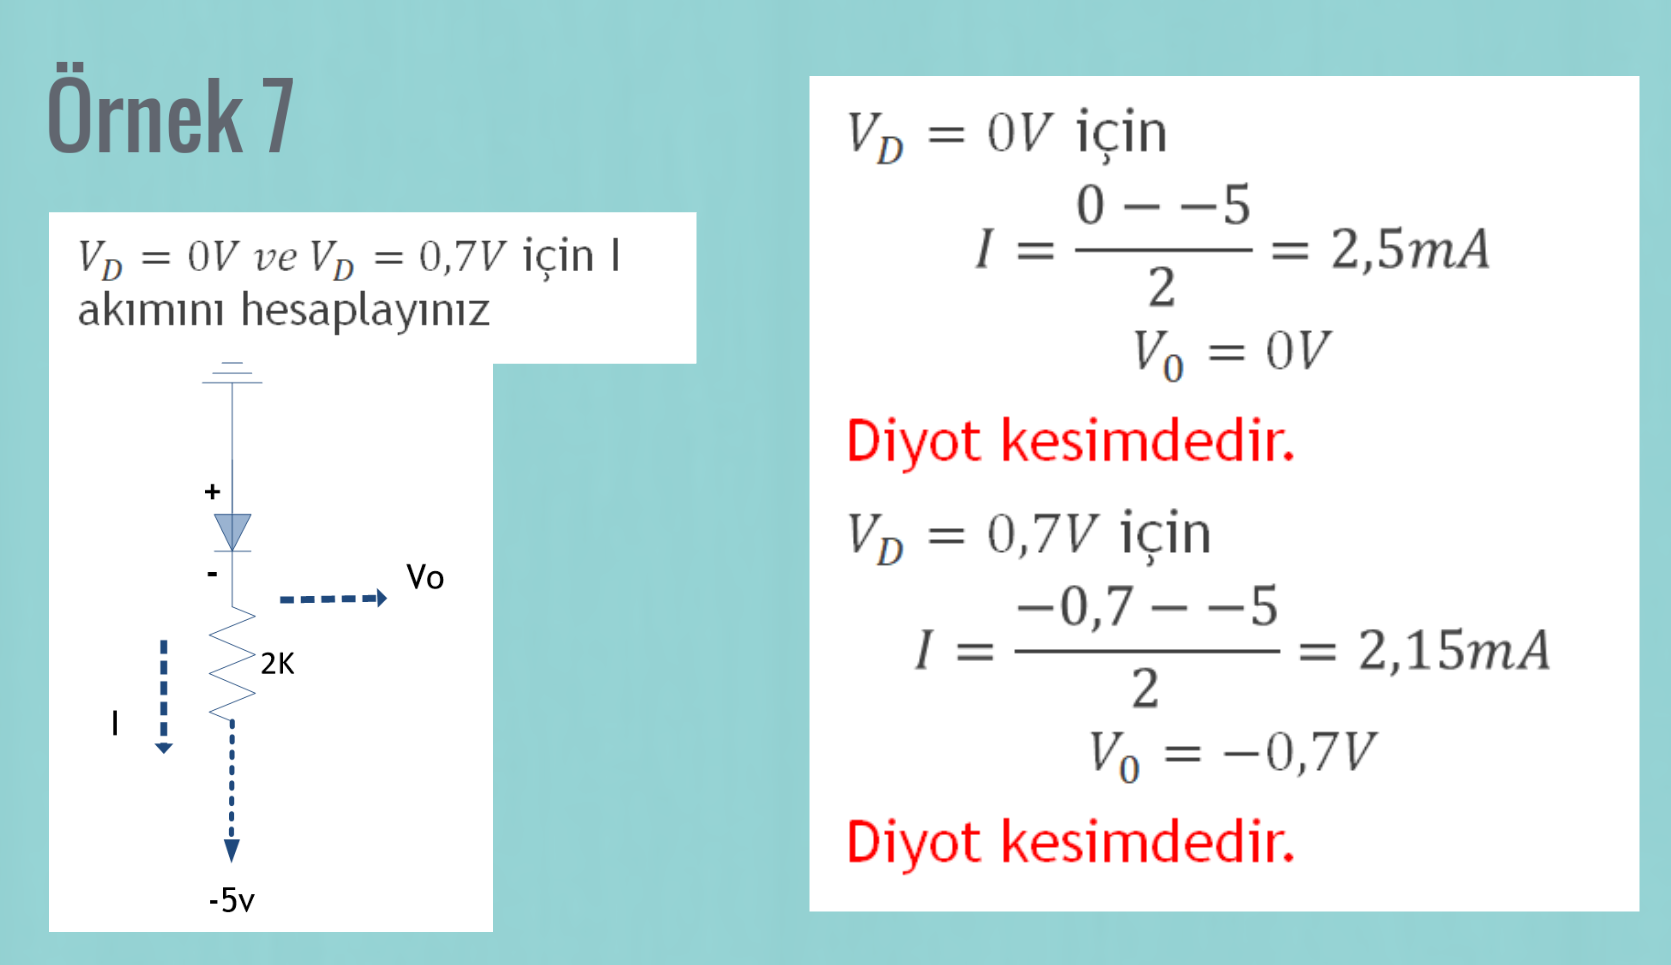 Örnek 7
V_D = 0V ve V_D = 0,7V için I
akımını hesaplayınız
+
-
Vo
2K
I
-5v
V_D = 0V için
I = (0 − −5)/2 = 2,5mA
V_0 = 0V
Diyot kesimdedir.
V_D = 0,7V için
I = (−0,7 − −5)/2 = 2,15mA
V_0 = −0,7V
Diyot kesimdedir.